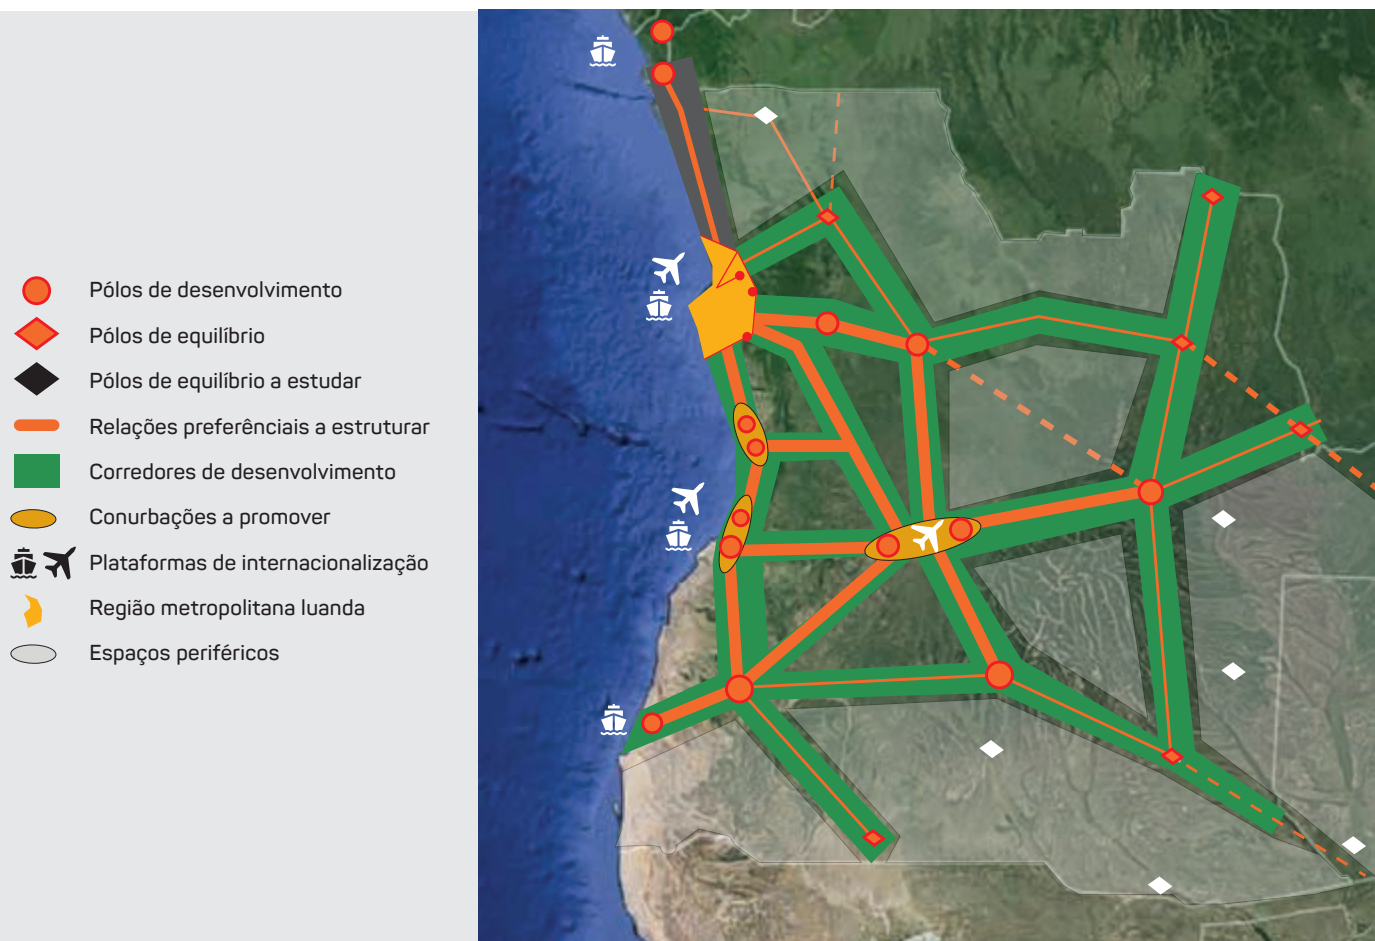 Pólos de desenvolvimento
Pólos de equilíbrio
Pólos de equilíbrio a estudar
Relações preferênciais a estruturar
Corredores de desenvolvimento
Conurbações a promover
Plataformas de internacionalização
Região metropolitana luanda
Espaços periféricos